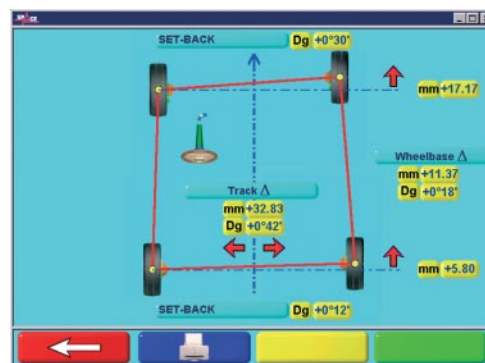 SET-BACK Dg +0°30'
mm +17.17
Wheelbase Δ
mm +11.37
Dg +0°18'
Track Δ
mm +32.83
Dg +0°42'
mm +5.80
SET-BACK Dg +0°12'